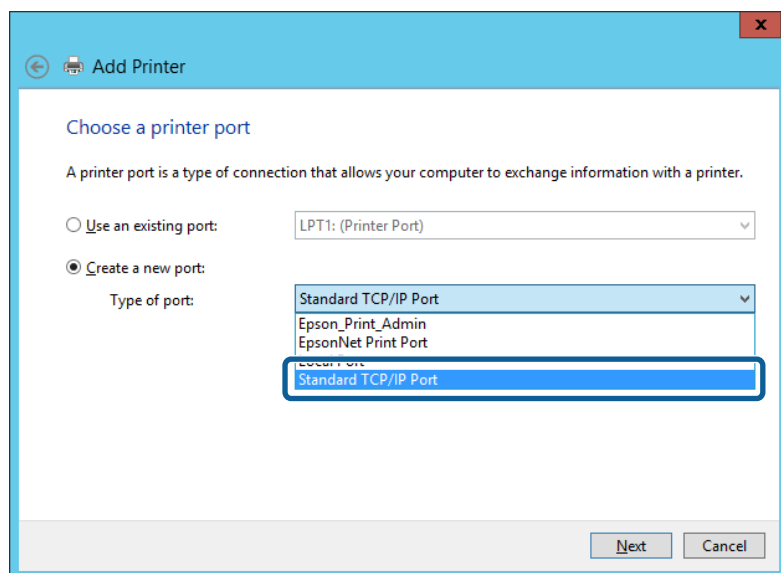 x
Add Printer
Choose a printer port
A printer port is a type of connection that allows your computer to exchange information with a printer.
Use an existing port: LPT1: (Printer Port)
Create a new port:
Type of port: Standard TCP/IP Port
Epson_Print_Admin
EpsonNet Print Port
Local Port
Standard TCP/IP Port
Next Cancel